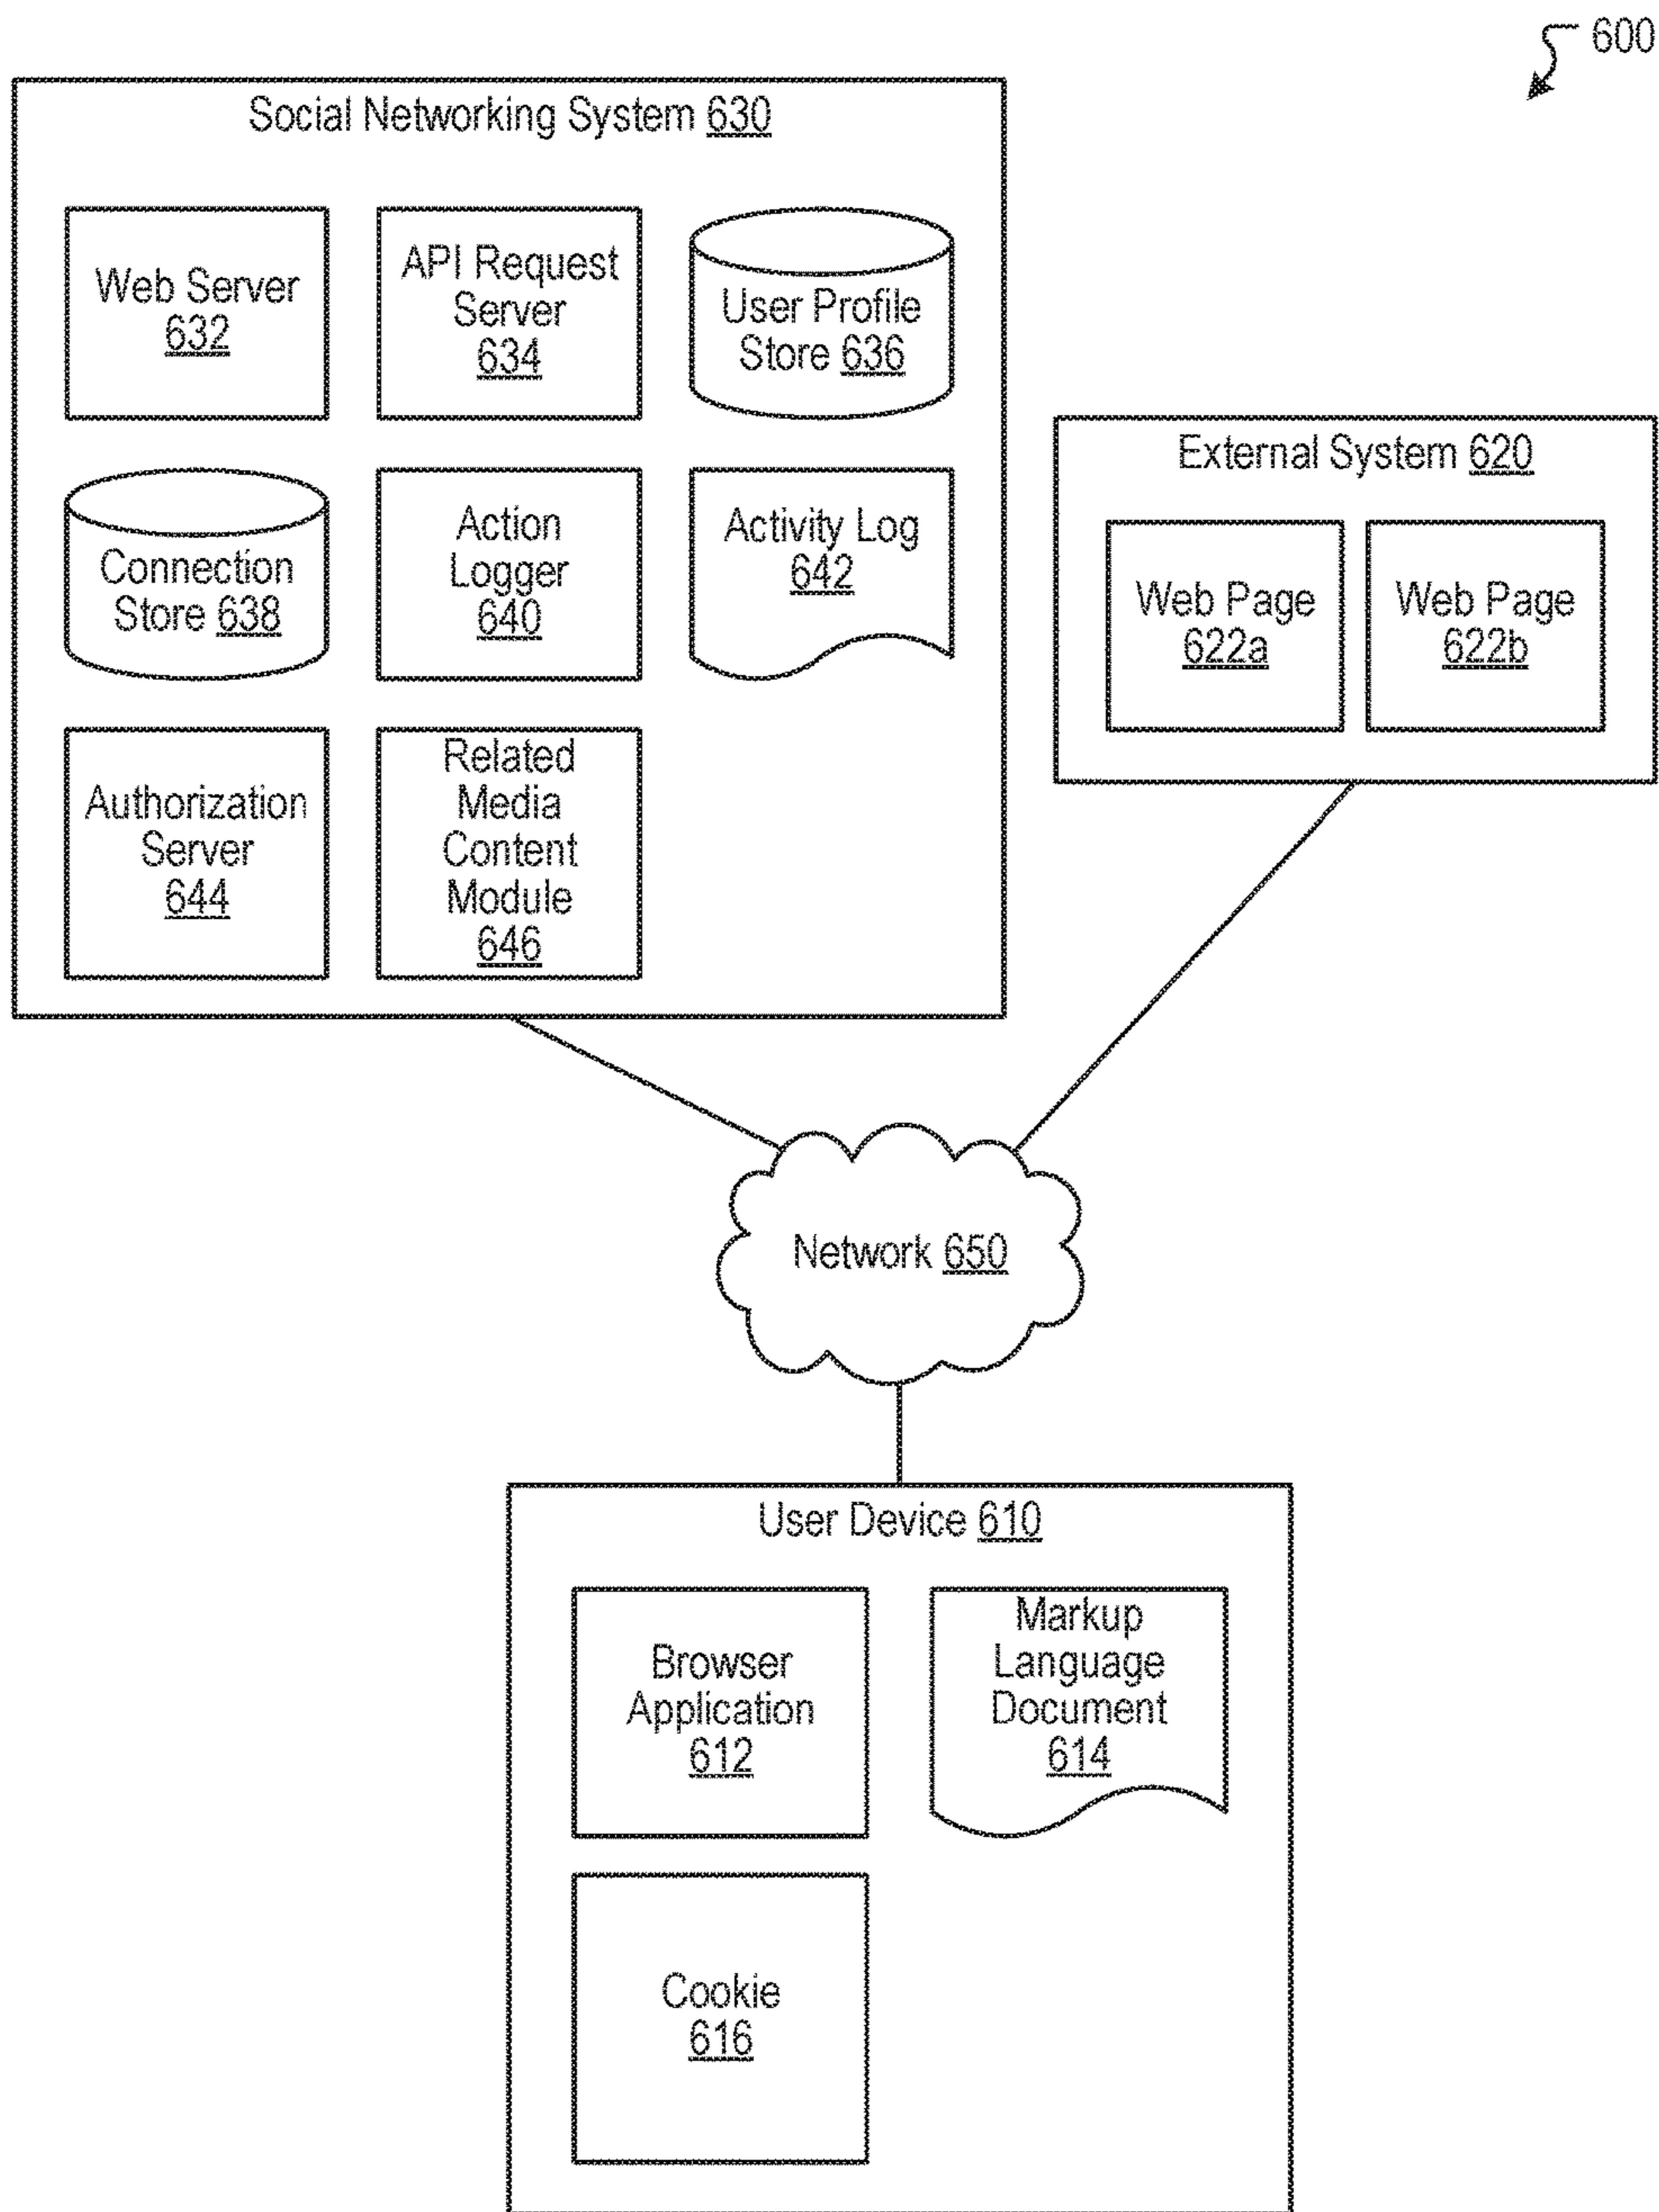 600
Social Networking System 630
Web Server
632
API Request
Server
634
User Profile
Store 636
Connection
Store 638
Action
Logger
640
Activity Log
642
Authorization
Server
644
Related
Media
Content
Module
646
External System 620
Web Page
622a
Web Page
622b
Network 650
User Device 610
Browser
Application
612
Markup
Language
Document
614
Cookie
616